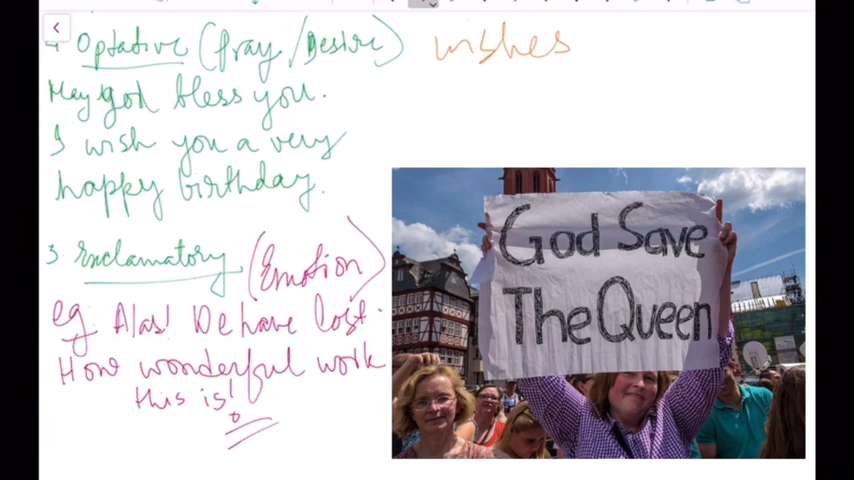 4 Optative (Pray/Desire) wishes
May god bless you.
I wish you a very
happy birthday.
5 Exclamatory (Emotion)
eg. Alas! We have lost.
How wonderful work
this is!
God Save
The Queen